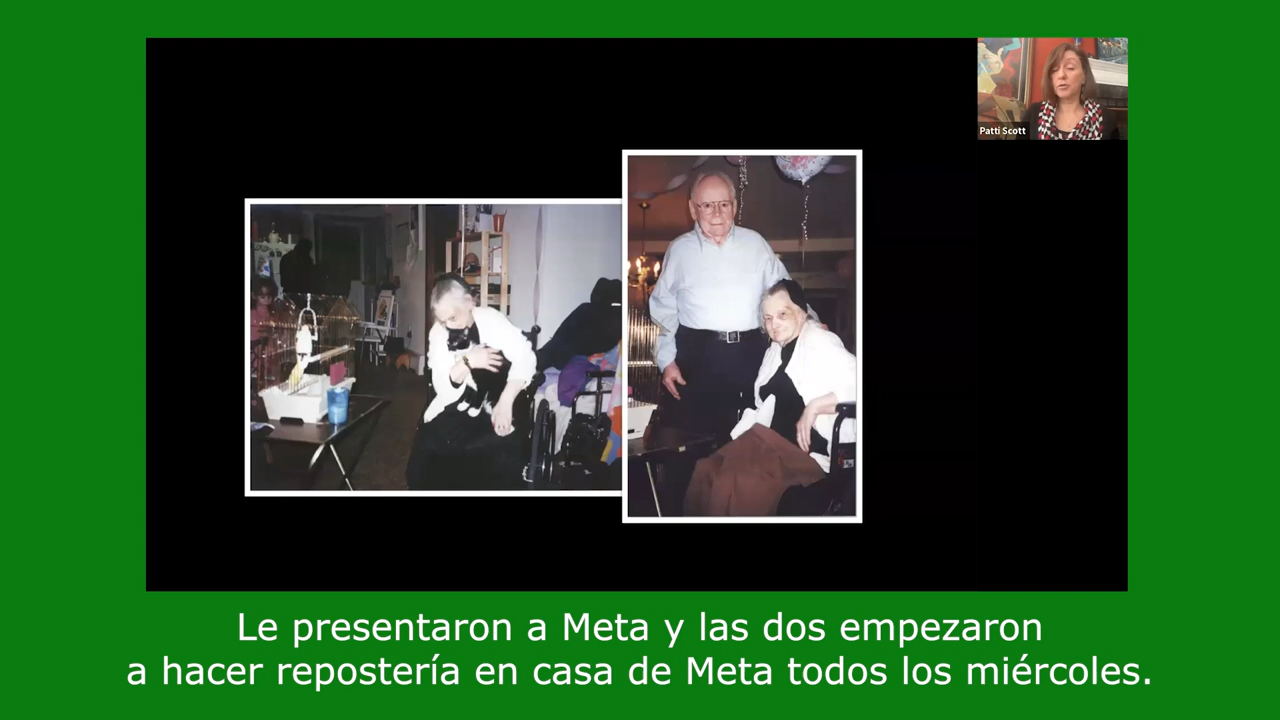 Patti Scott
Le presentaron a Meta y las dos empezaron
a hacer repostería en casa de Meta todos los miércoles.